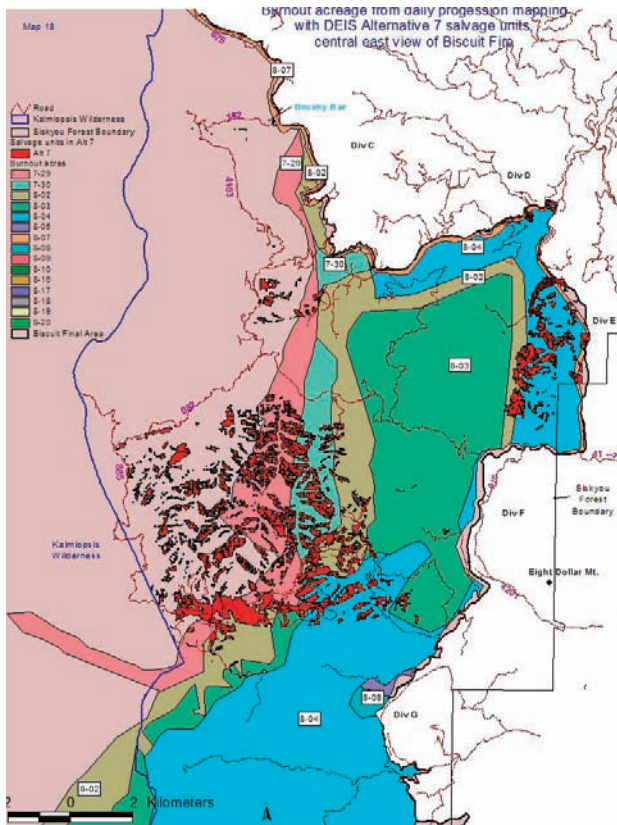 Burnout acreage from daily progession mapping
with DEIS Alternative 7 salvage units,
central east view of Biscuit Fire
Map 18
8-07
Brushy Bar
Div C
7-29
8-02
4103
Div D
8-04
7-30
8-02
Div E
8-03
Road
Kalmiopsis Wilderness
Siskyou Forest Boundary
Salvage units in Alt 7
Alt 7
Burnout acres
7-29
7-30
8-02
8-03
8-04
8-07
8-08
8-09
8-10
8-16
8-17
8-18
8-19
8-20
Biscuit Final Area
Div F
Siskyou
Forest
Boundary
Kalmiopsis
Wilderness
Eight Dollar Mt.
4201
8-08
8-04
Div G
8-02
2 0 2 Kilometers